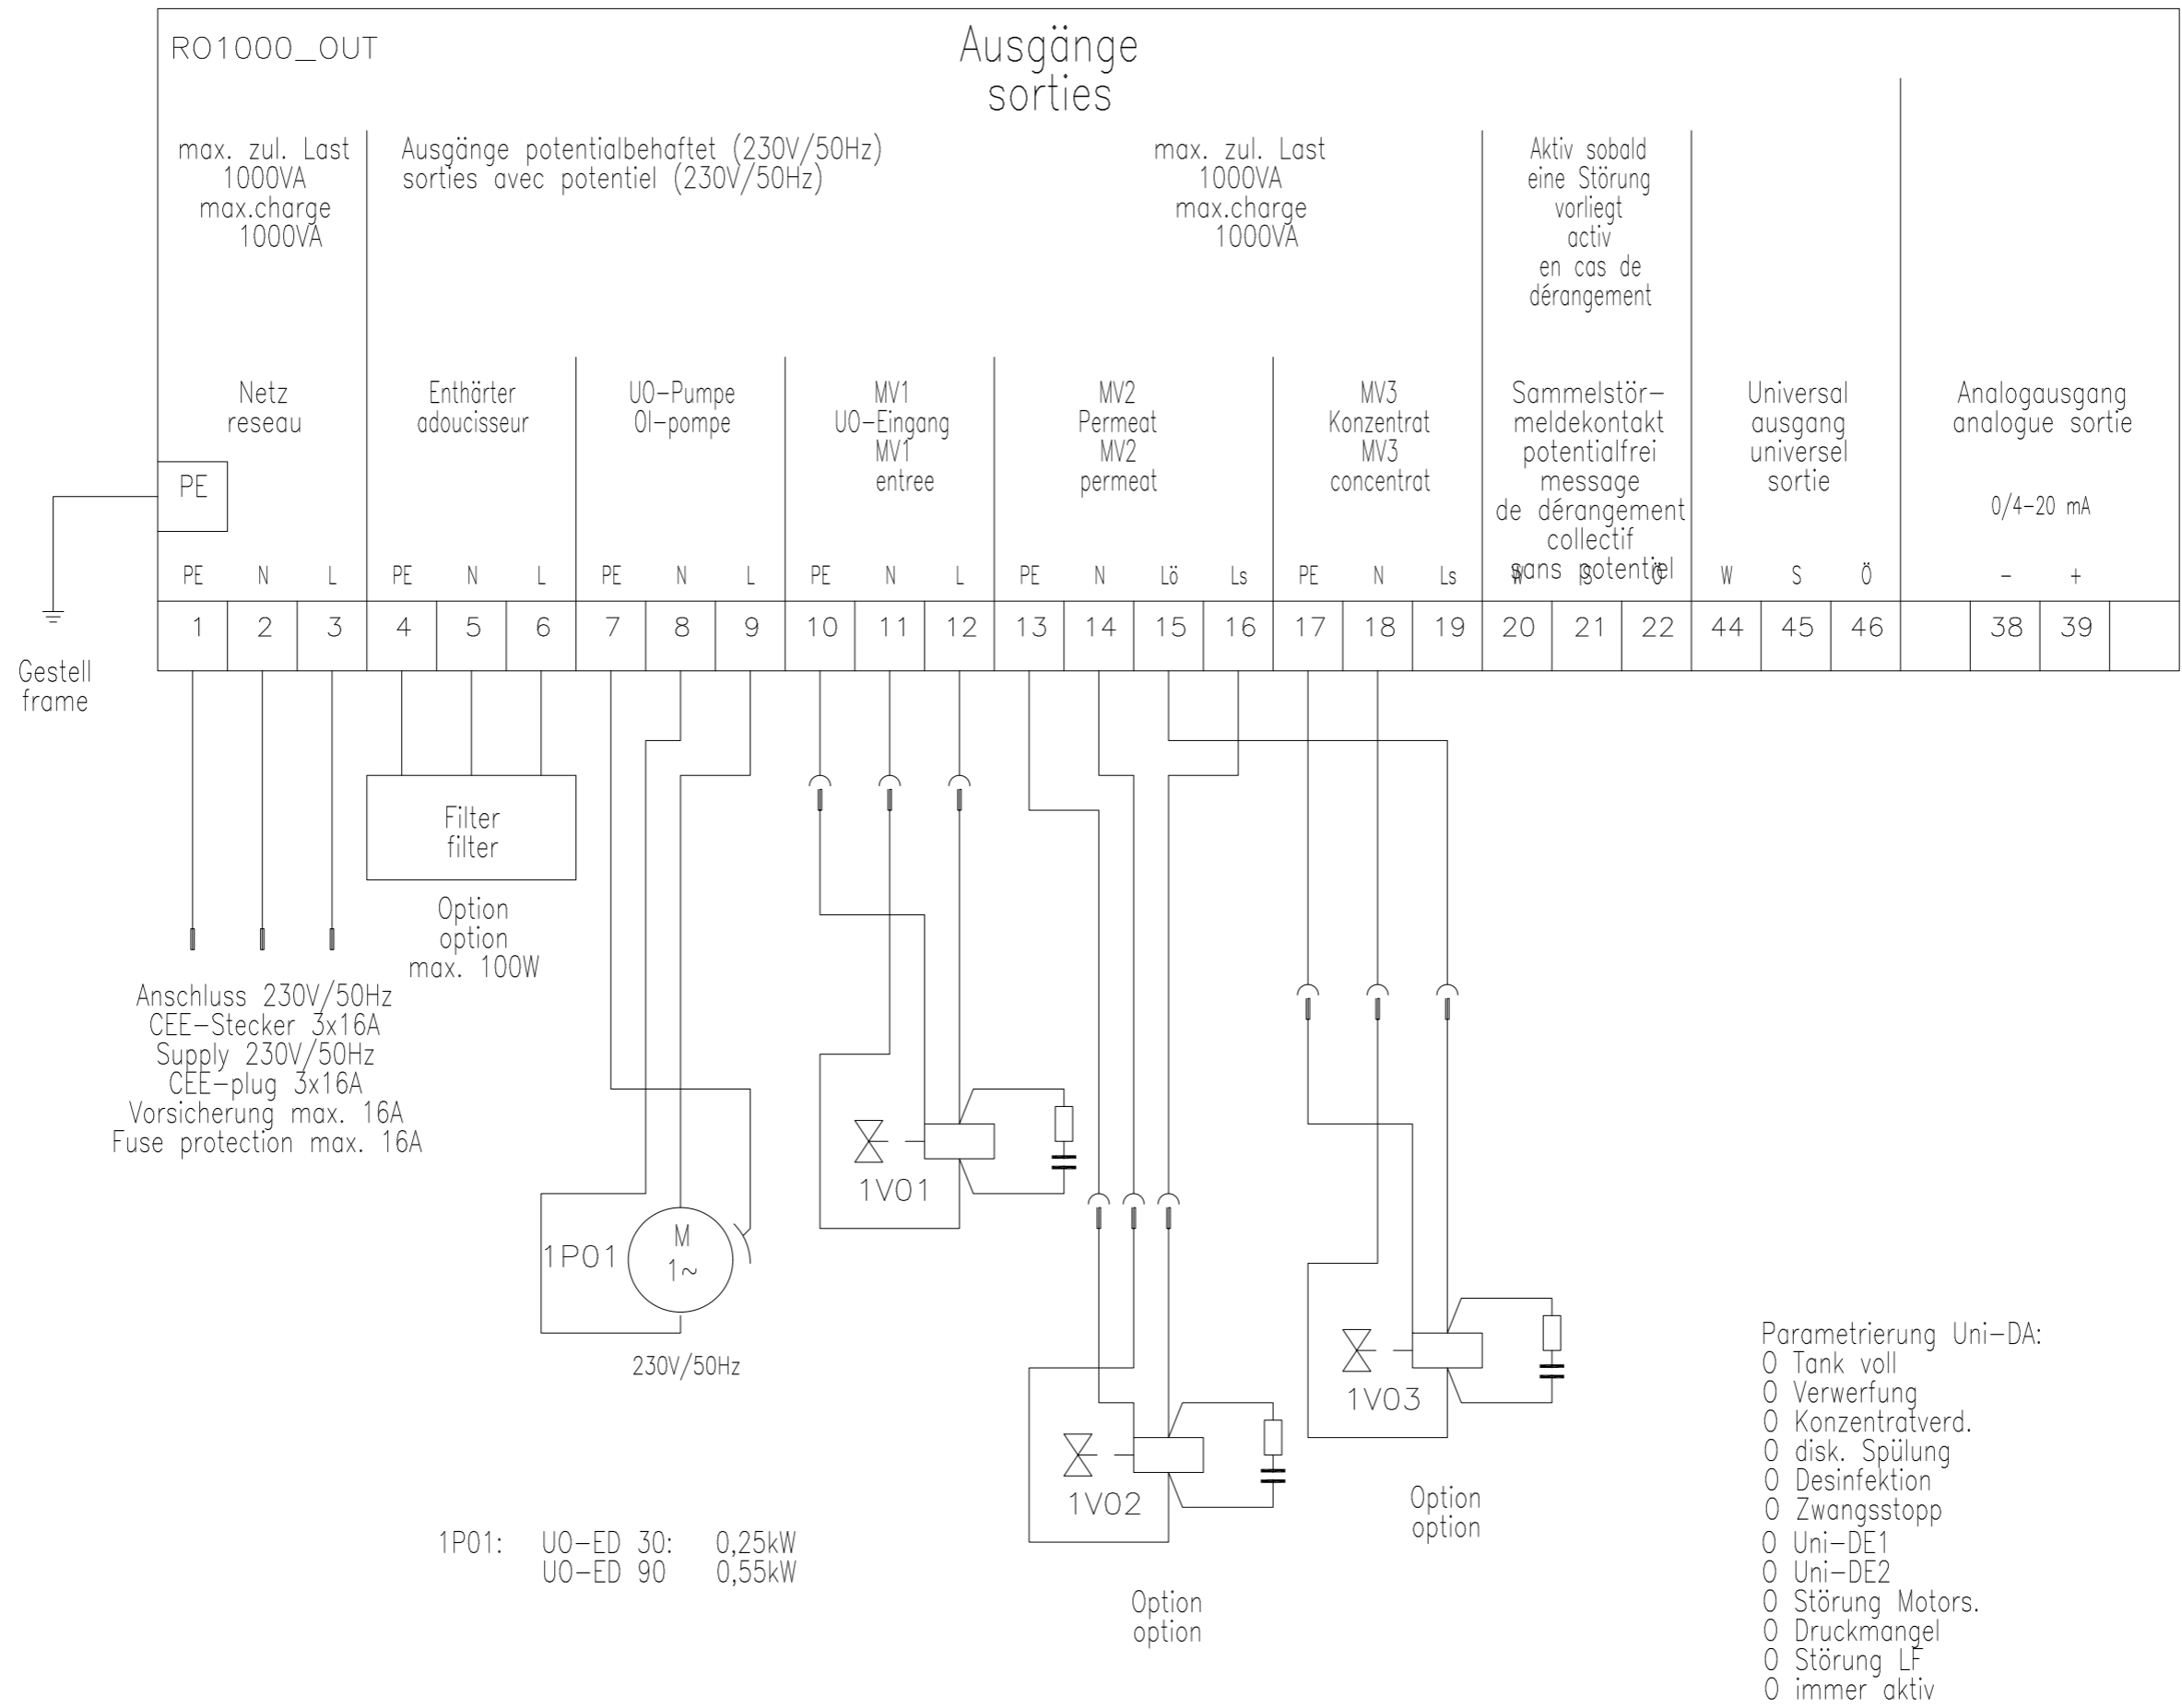 RO1000_OUT
Ausgänge
sorties
max. zul. Last
1000VA
max.charge
1000VA
Ausgänge potentialbehaftet (230V/50Hz)
sorties avec potentiel (230V/50Hz)
max. zul. Last
1000VA
max.charge
1000VA
Aktiv sobald
eine Störung
vorliegt
activ
en cas de
dérangement
Netz
reseau
Enthärter
adoucisseur
UO-Pumpe
OI-pompe
MV1
UO-Eingang
MV1
entree
MV2
Permeat
MV2
permeat
MV3
Konzentrat
MV3
concentrat
Sammelstör-
meldekontakt
potentialfrei
message
de dérangement
collectif
sans potentiel
Universal
ausgang
universel
sortie
Analogausgang
analogue sortie
0/4-20 mA
PE
PE N L PE N L PE N L PE N L PE N Lö Ls PE N Ls W S Ö W S Ö - +
1 2 3 4 5 6 7 8 9 10 11 12 13 14 15 16 17 18 19 20 21 22 44 45 46 38 39
Gestell
frame
Filter
filter
Option
option
max. 100W
Anschluss 230V/50Hz
CEE-Stecker 3x16A
Supply 230V/50Hz
CEE-plug 3x16A
Vorsicherung max. 16A
Fuse protection max. 16A
1V01
1P01
M
1~
230V/50Hz
1V03
1V02
Option
option
Option
option
1P01: UO-ED 30: 0,25kW
UO-ED 90 0,55kW
Parametrierung Uni-DA:
O Tank voll
O Verwerfung
O Konzentratverd.
O disk. Spülung
O Desinfektion
O Zwangsstopp
O Uni-DE1
O Uni-DE2
O Störung Motors.
O Druckmangel
O Störung LF
O immer aktiv